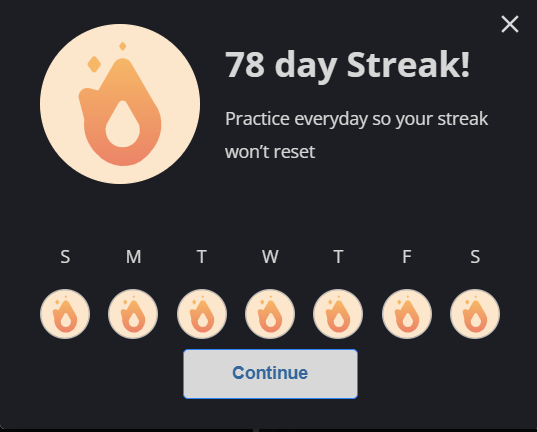 78 day Streak!
Practice everyday so your streak
won’t reset
S M T W T F S
Continue